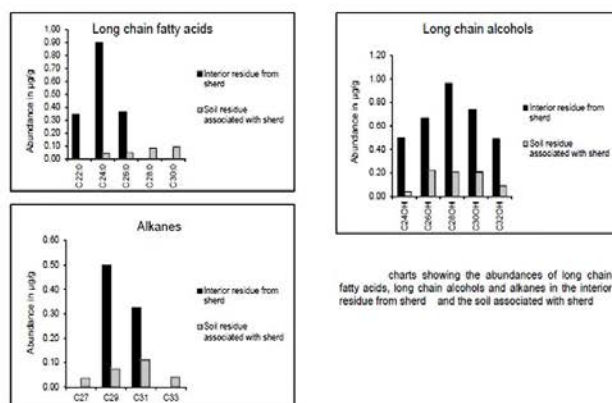 Long chain fatty acids
Abundance in µg/g
1.00
0.90
0.80
0.70
0.60
0.50
0.40
0.30
0.20
0.10
0.00
C22:0
C24:0
C26:0
C28:0
C30:0
Interior residue from
sherd
Soil residue
associated with sherd
Long chain alcohols
Abundance in µg/g
1.20
1.00
0.80
0.60
0.40
0.20
0.00
C24OH
C26OH
C28OH
C30OH
C32OH
Interior residue from
sherd
Soil residue
associated with sherd
Alkanes
Abundance in µg/g
0.60
0.50
0.40
0.30
0.20
0.10
0.00
C27
C29
C31
C33
Interior residue from
sherd
Soil residue
associated with sherd
charts showing the abundances of long chain
fatty acids, long chain alcohols and alkanes in the interior
residue from sherd and the soil associated with sherd